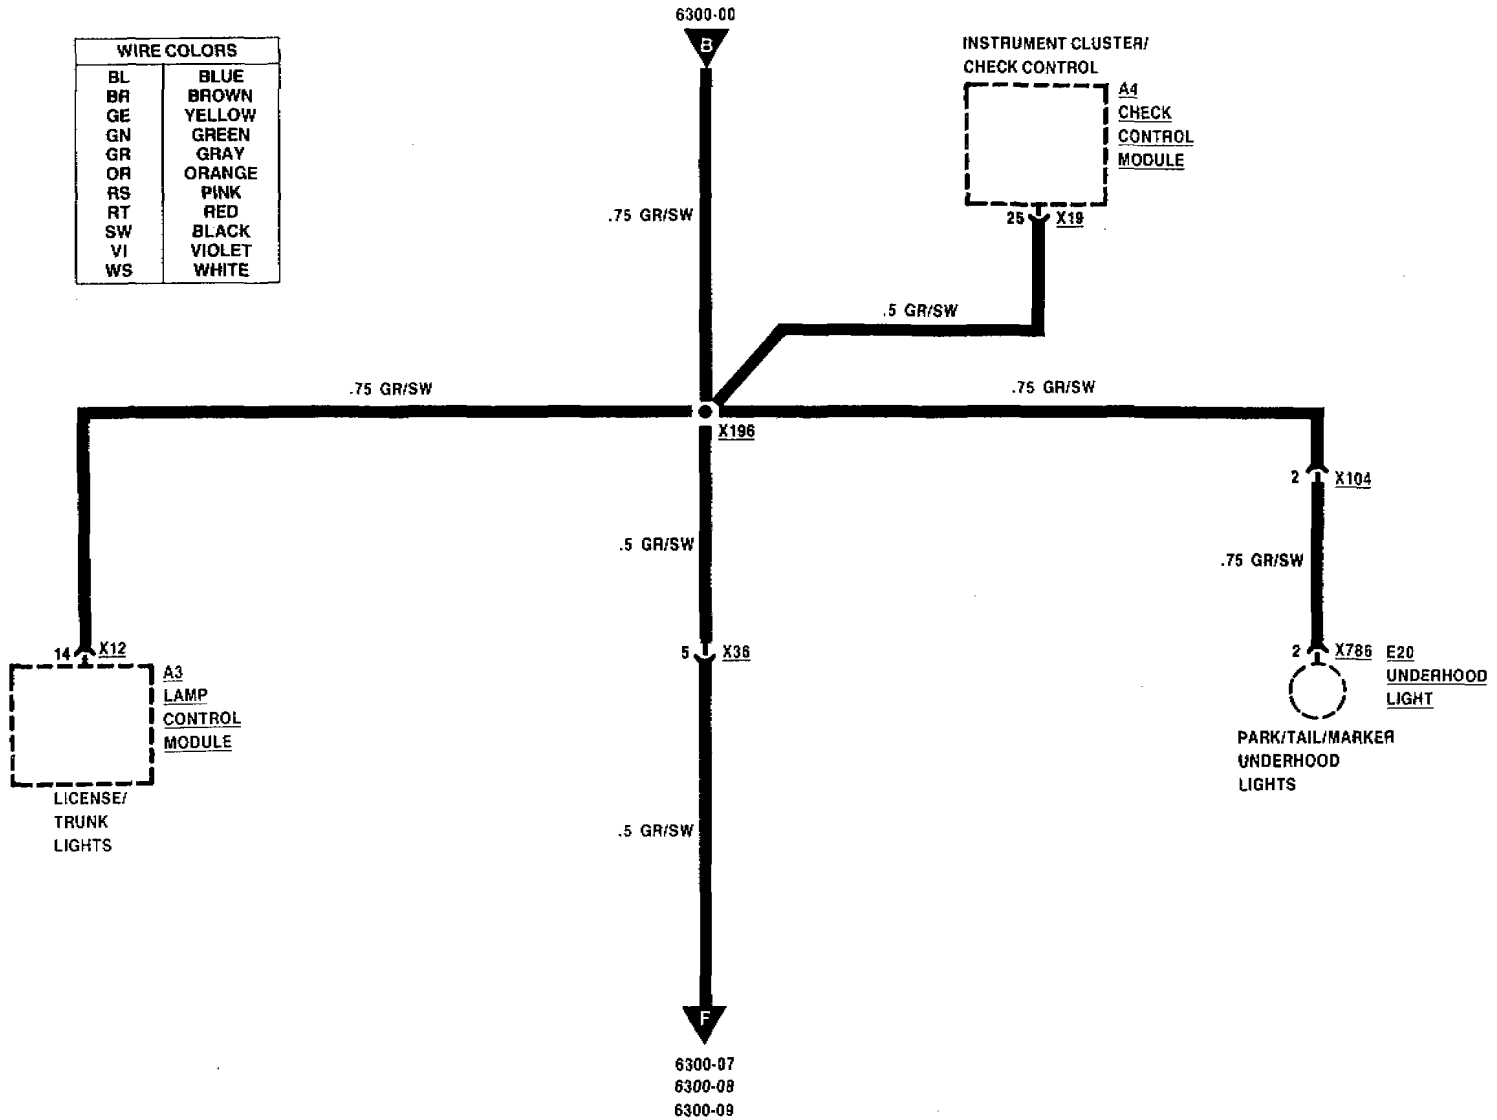 6300-00
B
WIRE COLORS
BL BLUE
BR BROWN
GE YELLOW
GN GREEN
GR GRAY
OR ORANGE
RS PINK
RT RED
SW BLACK
VI VIOLET
WS WHITE
INSTRUMENT CLUSTER/
CHECK CONTROL
A4
CHECK
CONTROL
MODULE
25 X19
.75 GR/SW
.5 GR/SW
.75 GR/SW
.75 GR/SW
X196
2 X104
.5 GR/SW
.75 GR/SW
14 X12
A3
LAMP
CONTROL
MODULE
LICENSE/
TRUNK
LIGHTS
5 X36
2 X786
E20
UNDERHOOD
LIGHT
PARK/TAIL/MARKER
UNDERHOOD
LIGHTS
.5 GR/SW
F
6300-07
6300-08
6300-09